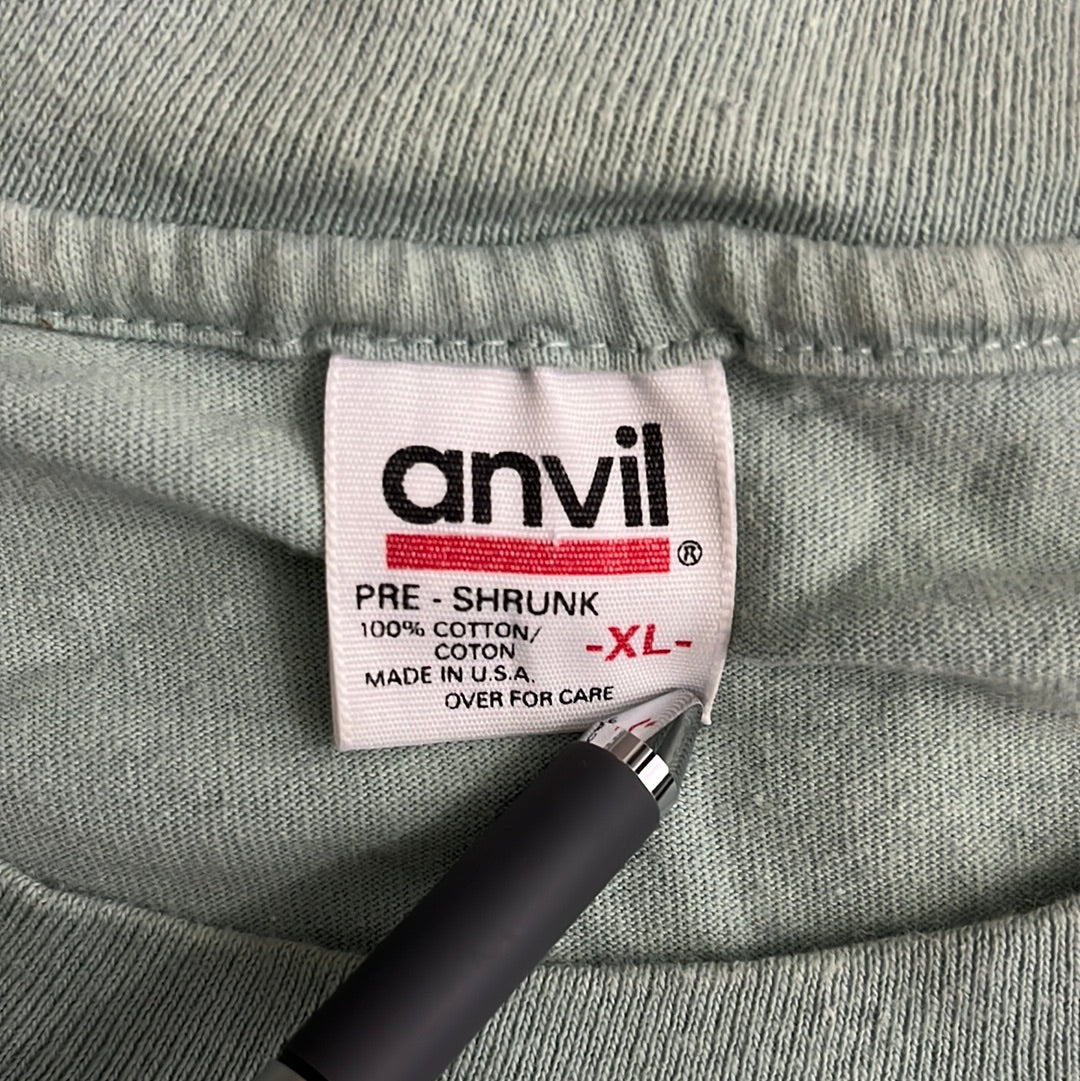 anvil
®
PRE - SHRUNK
100% COTTON/
COTON
-XL-
MADE IN U.S.A.
OVER FOR CARE